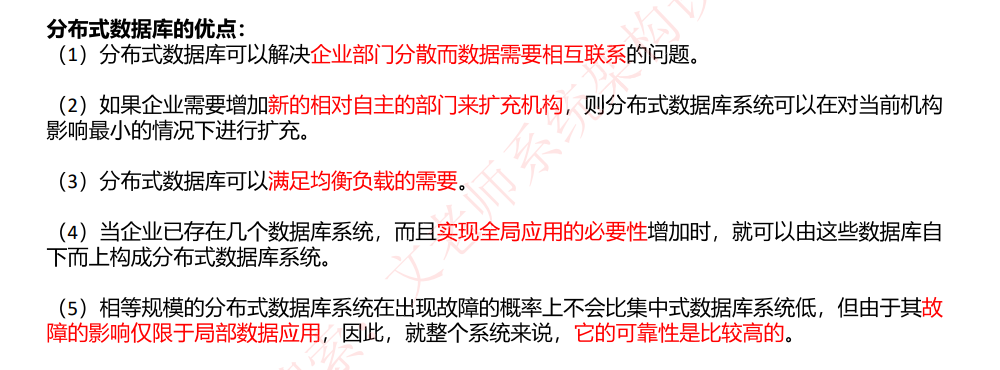 分布式数据库的优点：
（1）分布式数据库可以解决企业部门分散而数据需要相互联系的问题。
（2）如果企业需要增加新的相对自主的部门来扩充机构，则分布式数据库系统可以在对当前机构
影响最小的情况下进行扩充。
（3）分布式数据库可以满足均衡负载的需要。
（4）当企业已存在几个数据库系统，而且实现全局应用的必要性增加时，就可以由这些数据库自
下而上构成分布式数据库系统。
（5）相等规模的分布式数据库系统在出现故障的概率上不会比集中式数据库系统低，但由于其故
障的影响仅限于局部数据应用，因此，就整个系统来说，它的可靠性是比较高的。
文老师系统架构